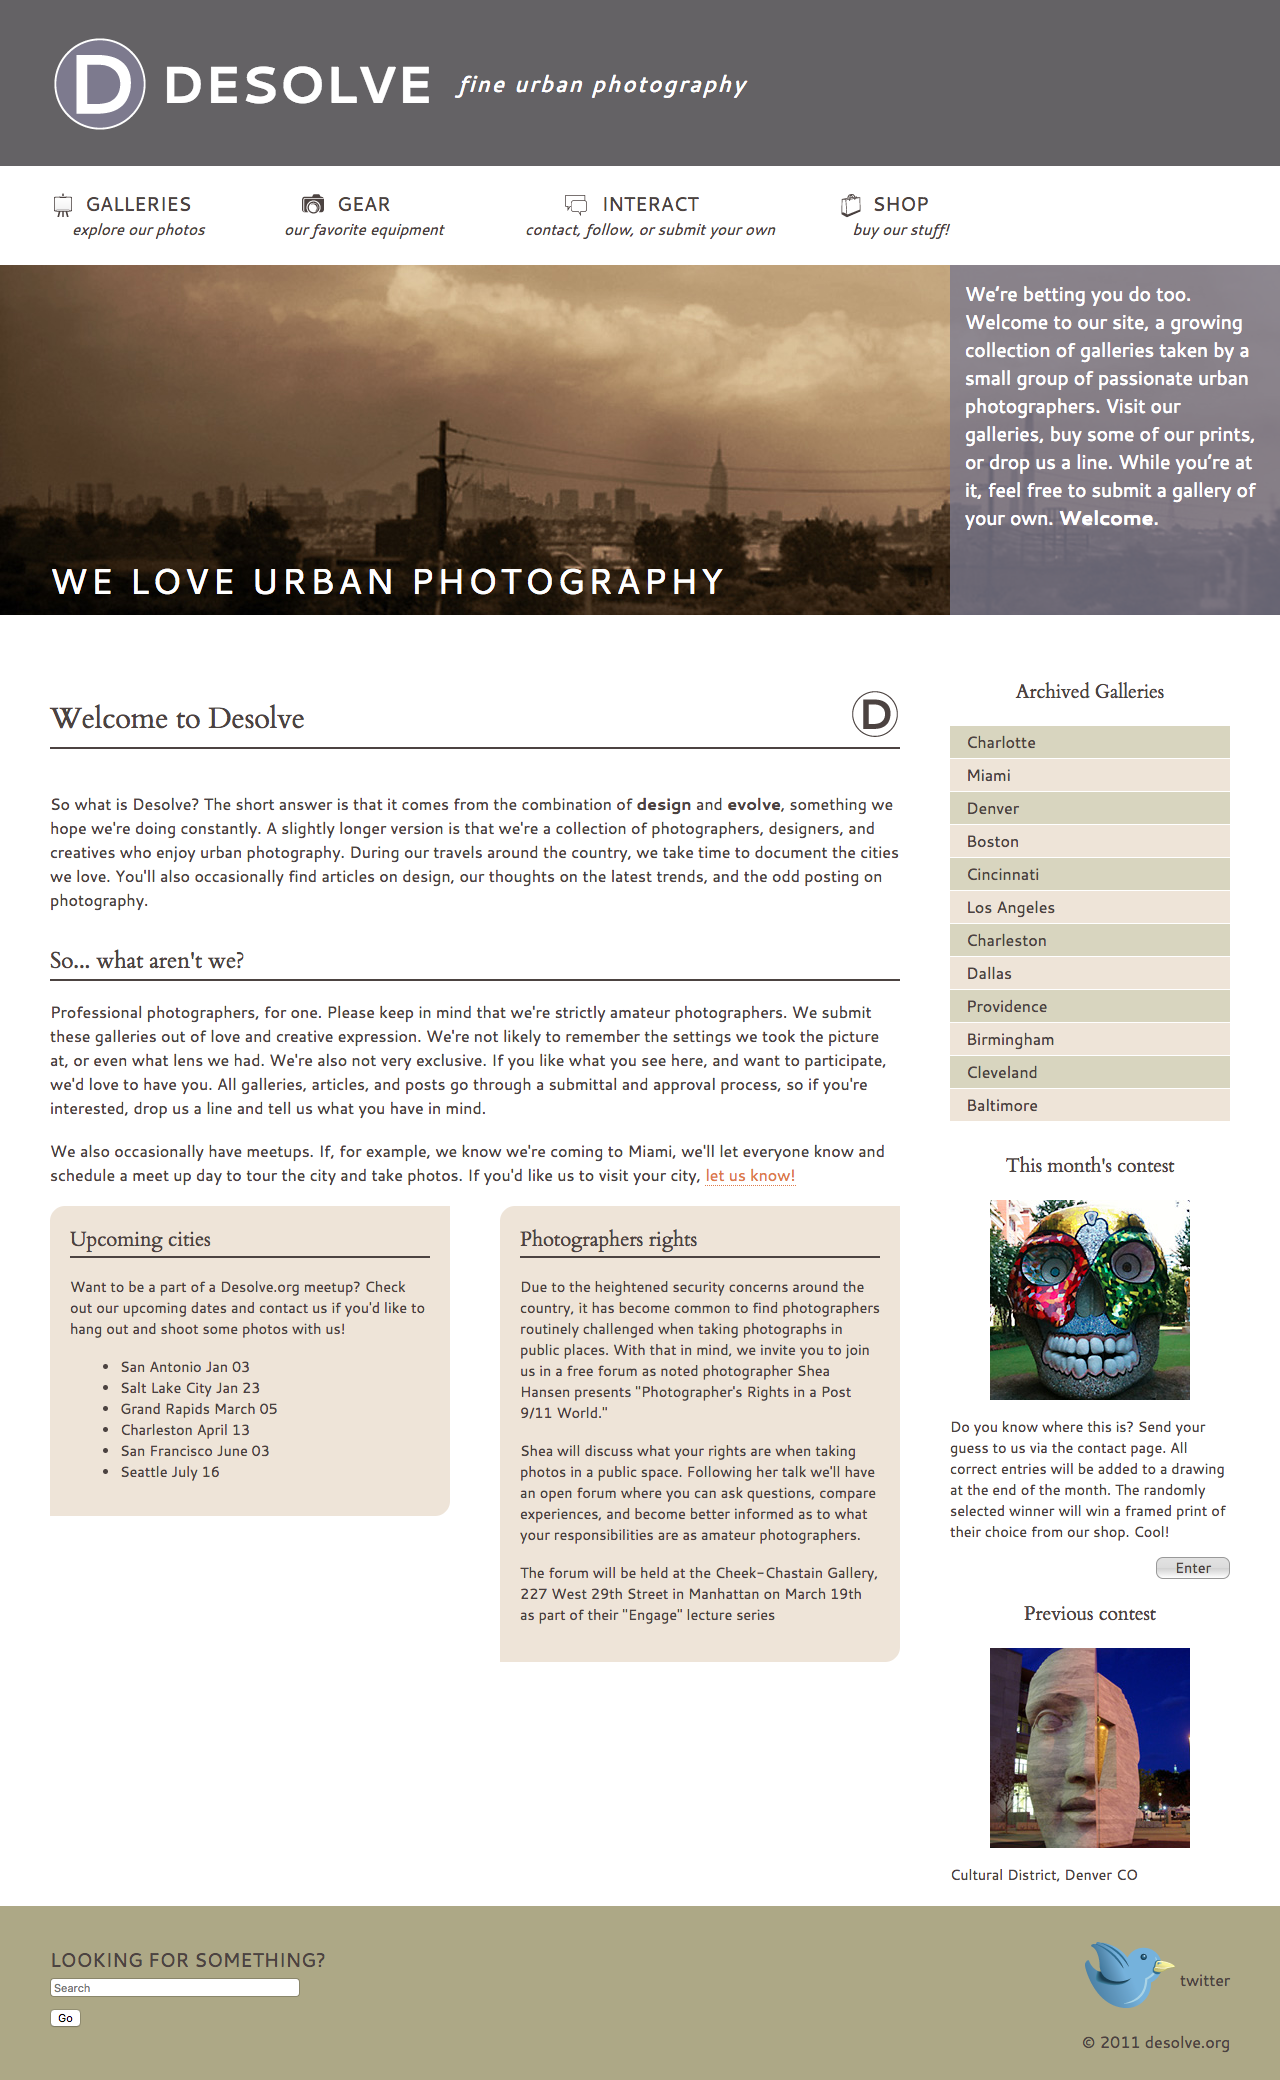 D DESOLVE fine urban photography
GALLERIES
explore our photos
GEAR
our favorite equipment
INTERACT
contact, follow, or submit your own
SHOP
buy our stuff!
WE LOVE URBAN PHOTOGRAPHY
We’re betting you do too.
Welcome to our site, a growing
collection of galleries taken by a
small group of passionate urban
photographers. Visit our
galleries, buy some of our prints,
or drop us a line. While you’re at
it, feel free to submit a gallery of
your own. Welcome.
Welcome to Desolve
D
So what is Desolve? The short answer is that it comes from the combination of design and evolve, something we
hope we're doing constantly. A slightly longer version is that we're a collection of photographers, designers, and
creatives who enjoy urban photography. During our travels around the country, we take time to document the cities
we love. You'll also occasionally find articles on design, our thoughts on the latest trends, and the odd posting on
photography.
So... what aren't we?
Professional photographers, for one. Please keep in mind that we're strictly amateur photographers. We submit
these galleries out of love and creative expression. We're not likely to remember the settings we took the picture
at, or even what lens we had. We're also not very exclusive. If you like what you see here, and want to participate,
we'd love to have you. All galleries, articles, and posts go through a submittal and approval process, so if you're
interested, drop us a line and tell us what you have in mind.
We also occasionally have meetups. If, for example, we know we're coming to Miami, we'll let everyone know and
schedule a meet up day to tour the city and take photos. If you'd like us to visit your city, let us know!
Upcoming cities
Want to be a part of a Desolve.org meetup? Check
out our upcoming dates and contact us if you'd like to
hang out and shoot some photos with us!
• San Antonio Jan 03
• Salt Lake City Jan 23
• Grand Rapids March 05
• Charleston April 13
• San Francisco June 03
• Seattle July 16
Photographers rights
Due to the heightened security concerns around the
country, it has become common to find photographers
routinely challenged when taking photographs in
public places. With that in mind, we invite you to join
us in a free forum as noted photographer Shea
Hansen presents "Photographer's Rights in a Post
9/11 World."
Shea will discuss what your rights are when taking
photos in a public space. Following her talk we'll have
an open forum where you can ask questions, compare
experiences, and become better informed as to what
your responsibilities are as amateur photographers.
The forum will be held at the Cheek-Chastain Gallery,
227 West 29th Street in Manhattan on March 19th
as part of their "Engage" lecture series
Archived Galleries
Charlotte
Miami
Denver
Boston
Cincinnati
Los Angeles
Charleston
Dallas
Providence
Birmingham
Cleveland
Baltimore
This month's contest
Do you know where this is? Send your
guess to us via the contact page. All
correct entries will be added to a drawing
at the end of the month. The randomly
selected winner will win a framed print of
their choice from our shop. Cool!
Enter
Previous contest
Cultural District, Denver CO
LOOKING FOR SOMETHING?
Search
Go
twitter
© 2011 desolve.org